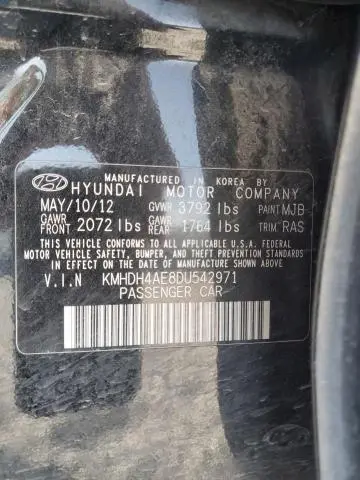 MANUFACTURED IN KOREA BY
HYUNDAI MOTOR COMPANY
MAY/10/12 GVWR 3792 lbs PAINT MJB
GAWR FRONT 2072 lbs GAWR REAR 1764 lbs TRIM RAS
THIS VEHICLE CONFORMS TO ALL APPLICABLE U.S.A. FEDERAL
MOTOR VEHICLE SAFETY, BUMPER, AND THEFT PREVENTION
STANDARDS IN EFFECT ON THE DATE OF MANUFACTURE SHOWN ABOVE.
V.I.N KMHDH4AE8DU542971
PASSENGER CAR